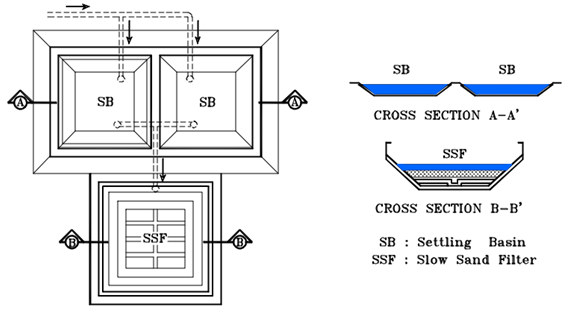 SB SB
A A
SSF
B B
SB SB
CROSS SECTION A-A'
SSF
CROSS SECTION B-B'
SB : Settling Basin
SSF : Slow Sand Filter